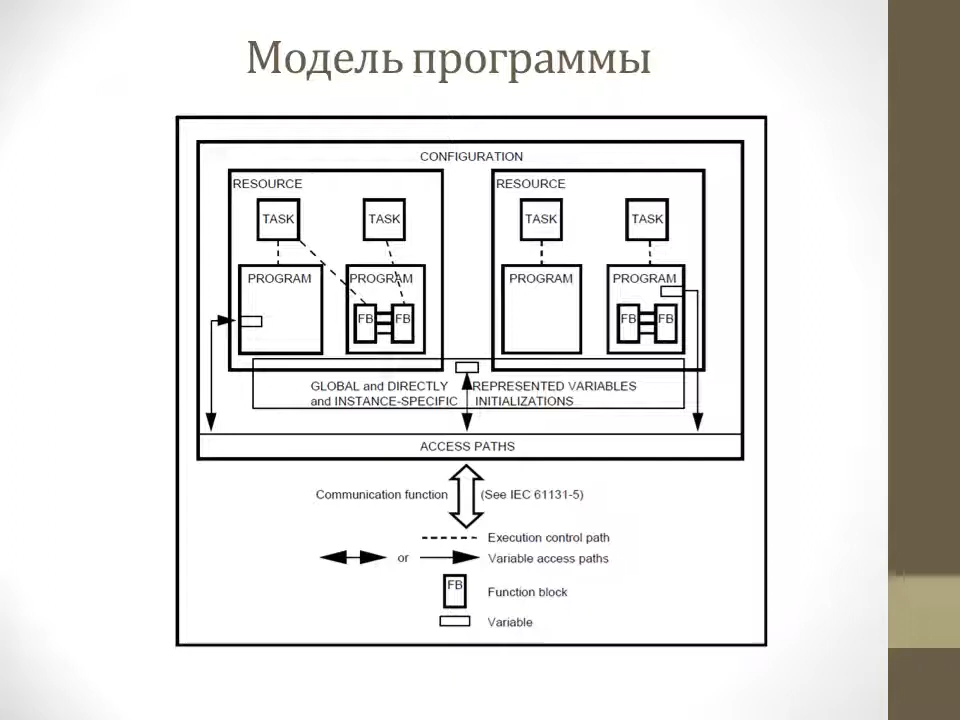 Модель программы
CONFIGURATION
RESOURCE
RESOURCE
TASK
TASK
TASK
TASK
PROGRAM
PROGRAM
PROGRAM
PROGRAM
FB
FB
FB
FB
GLOBAL and DIRECTLY REPRESENTED VARIABLES
and INSTANCE-SPECIFIC INITIALIZATIONS
ACCESS PATHS
Communication function (See IEC 61131-5)
Execution control path
or Variable access paths
FB Function block
Variable